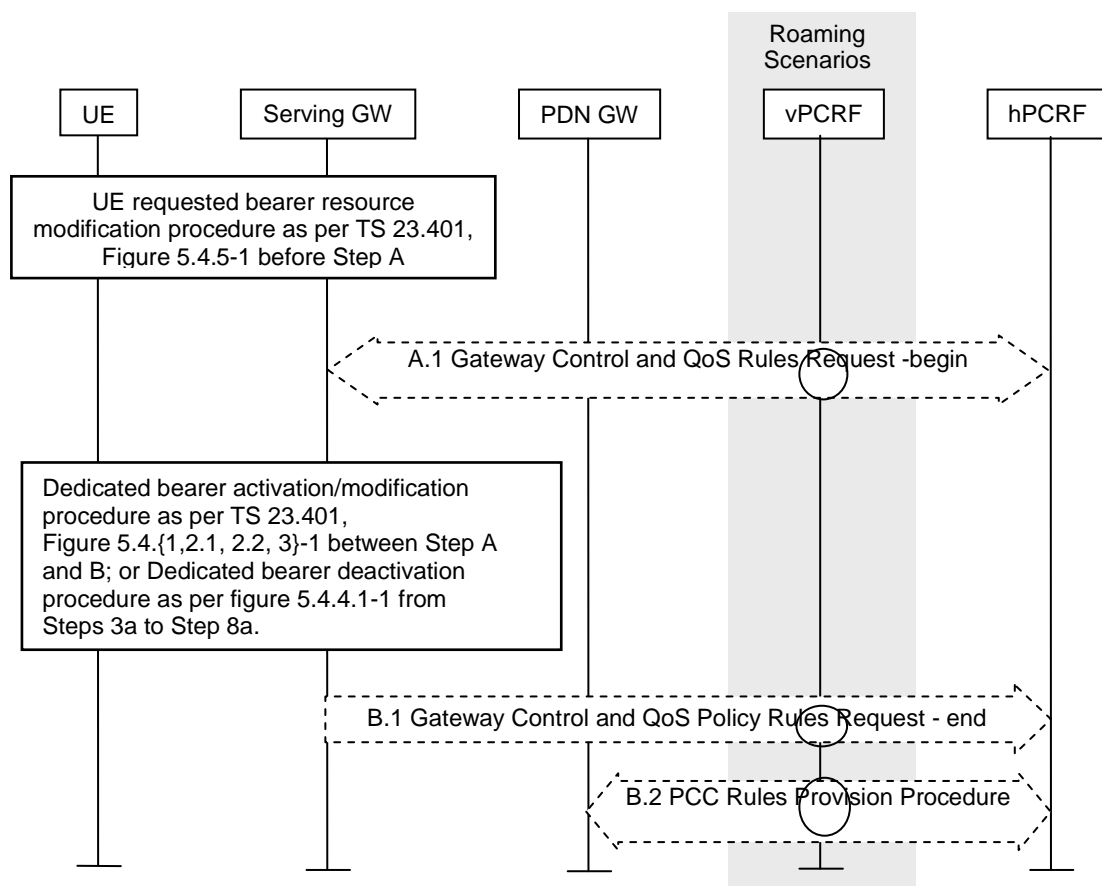 Roaming
Scenarios
UE
Serving GW
PDN GW
vPCRF
hPCRF
UE requested bearer resource
modification procedure as per TS 23.401,
Figure 5.4.5-1 before Step A
A.1 Gateway Control and QoS Rules Request -begin
Dedicated bearer activation/modification
procedure as per TS 23.401,
Figure 5.4.{1,2.1, 2.2, 3}-1 between Step A
and B; or Dedicated bearer deactivation
procedure as per figure 5.4.4.1-1 from
Steps 3a to Step 8a.
B.1 Gateway Control and QoS Policy Rules Request - end
B.2 PCC Rules Provision Procedure